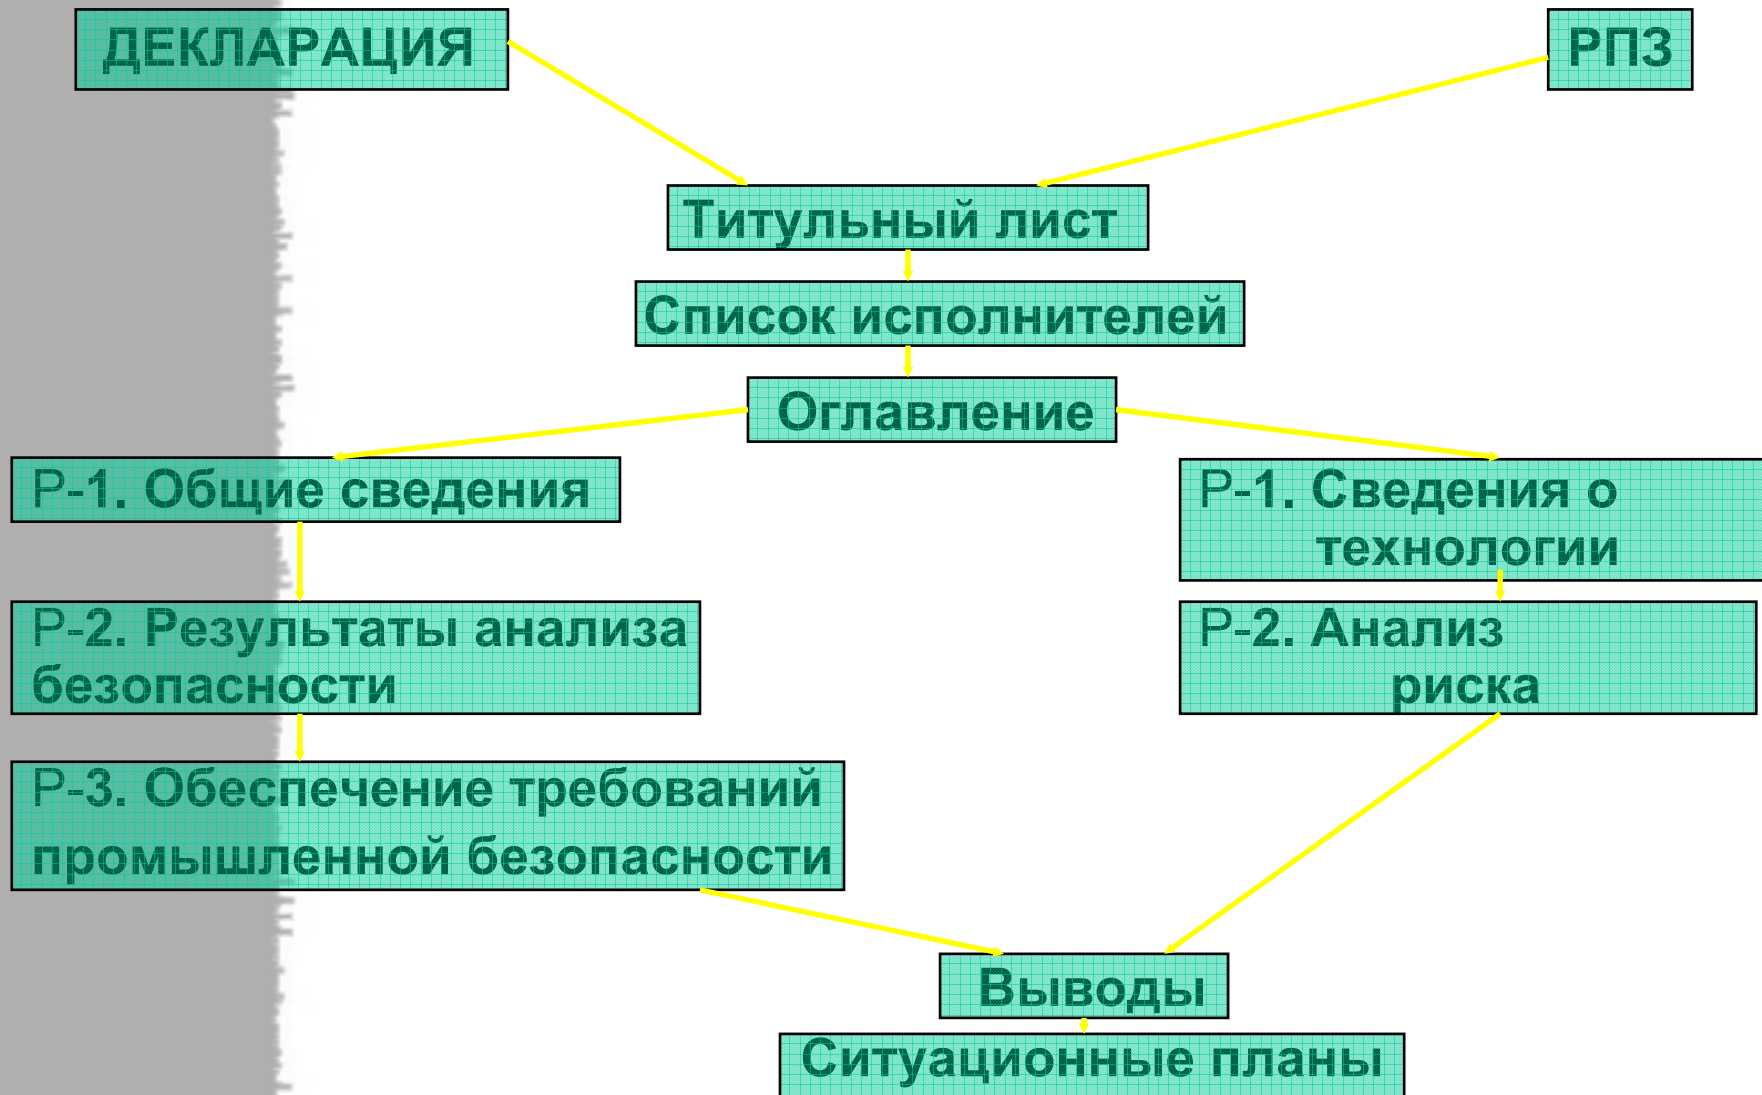 ДЕКЛАРАЦИЯ
РПЗ
Титульный лист
Список исполнителей
Оглавление
Р-1. Общие сведения
Р-1. Сведения о
технологии
Р-2. Результаты анализа
безопасности
Р-2. Анализ
риска
Р-3. Обеспечение требований
промышленной безопасности
Выводы
Ситуационные планы